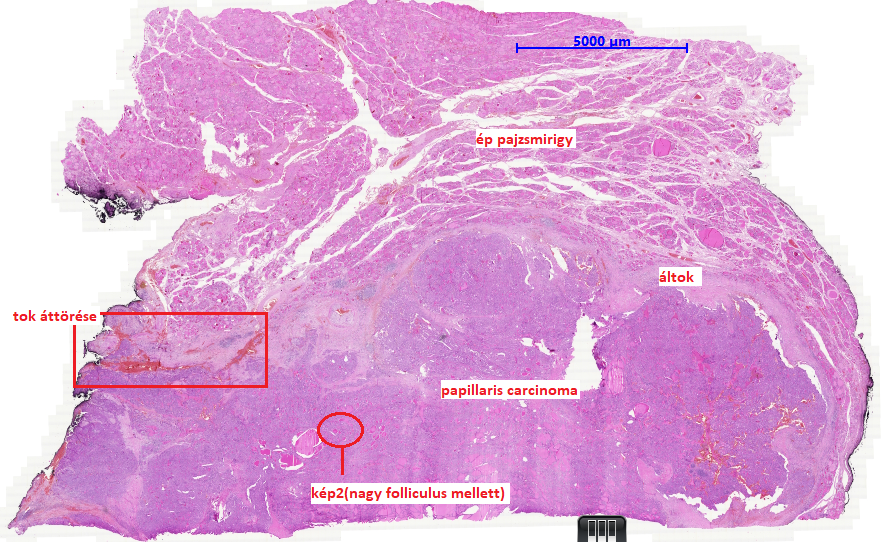 5000 µm
ép pajzsmirigy
áltok
tok áttörése
papillaris carcinoma
kép2(nagy folliculus mellett)